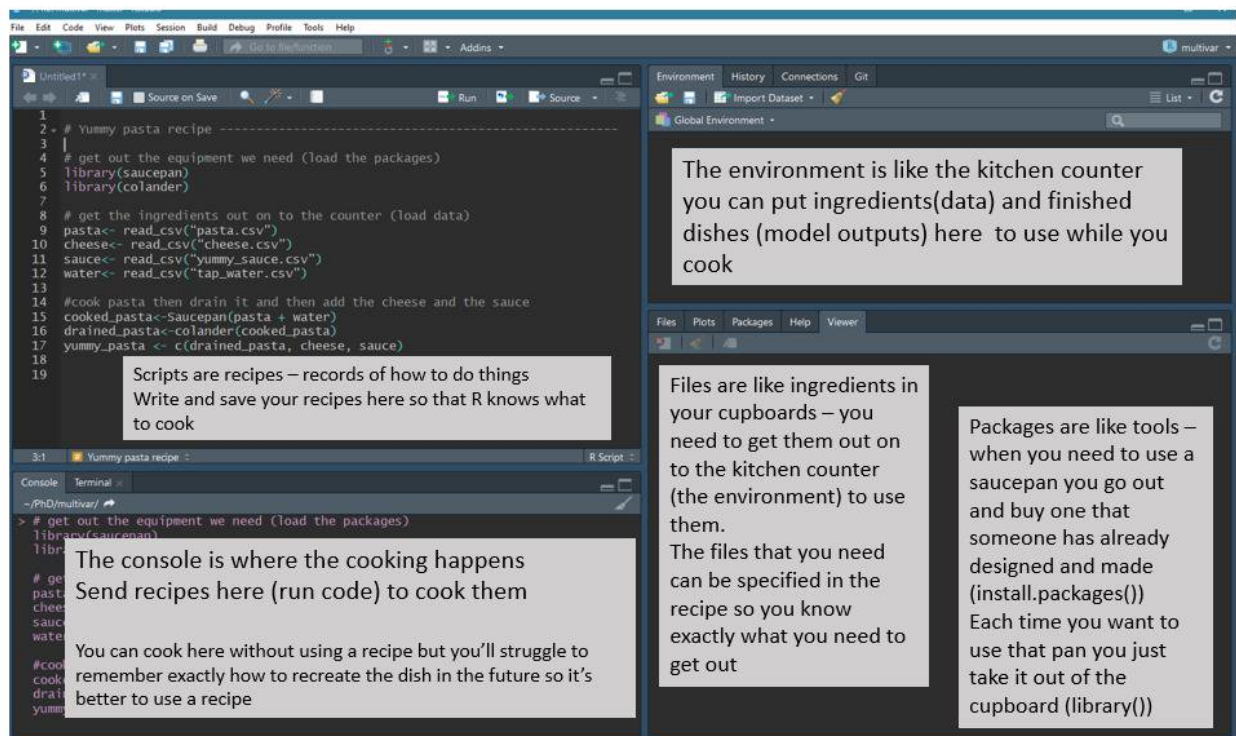 File Edit Code View Plots Session Build Debug Profile Tools Help
Go to file/function Addins multivar
Untitled1*
Source on Save Run Source
1
2 # Yummy pasta recipe -------------------------------------------------------
3
4 # get out the equipment we need (load the packages)
5 library(saucepan)
6 library(colander)
7
8 # get the ingredients out on to the counter (load data)
9 pasta<- read_csv("pasta.csv")
10 cheese<- read_csv("cheese.csv")
11 sauce<- read_csv("yummy_sauce.csv")
12 water<- read_csv("tap_water.csv")
13
14 #cook pasta then drain it and then add the cheese and the sauce
15 cooked_pasta<-Saucepan(pasta + water)
16 drained_pasta<-colander(cooked_pasta)
17 yummy_pasta <- c(drained_pasta, cheese, sauce)
18
19
Scripts are recipes – records of how to do things
Write and save your recipes here so that R knows what
to cook
3:1 Yummy pasta recipe R Script
Console Terminal
~/PhD/multivar/
> # get out the equipment we need (load the packages)
library(saucepan)
The console is where the cooking happens
Send recipes here (run code) to cook them
You can cook here without using a recipe but you'll struggle to
remember exactly how to recreate the dish in the future so it's
better to use a recipe
Environment History Connections Git
Import Dataset List
Global Environment
The environment is like the kitchen counter
you can put ingredients(data) and finished
dishes (model outputs) here to use while you
cook
Files Plots Packages Help Viewer
Files are like ingredients in
your cupboards – you
need to get them out on
to the kitchen counter
(the environment) to use
them.
The files that you need
can be specified in the
recipe so you know
exactly what you need to
get out
Packages are like tools –
when you need to use a
saucepan you go out
and buy one that
someone has already
designed and made
(install.packages())
Each time you want to
use that pan you just
take it out of the
cupboard (library())